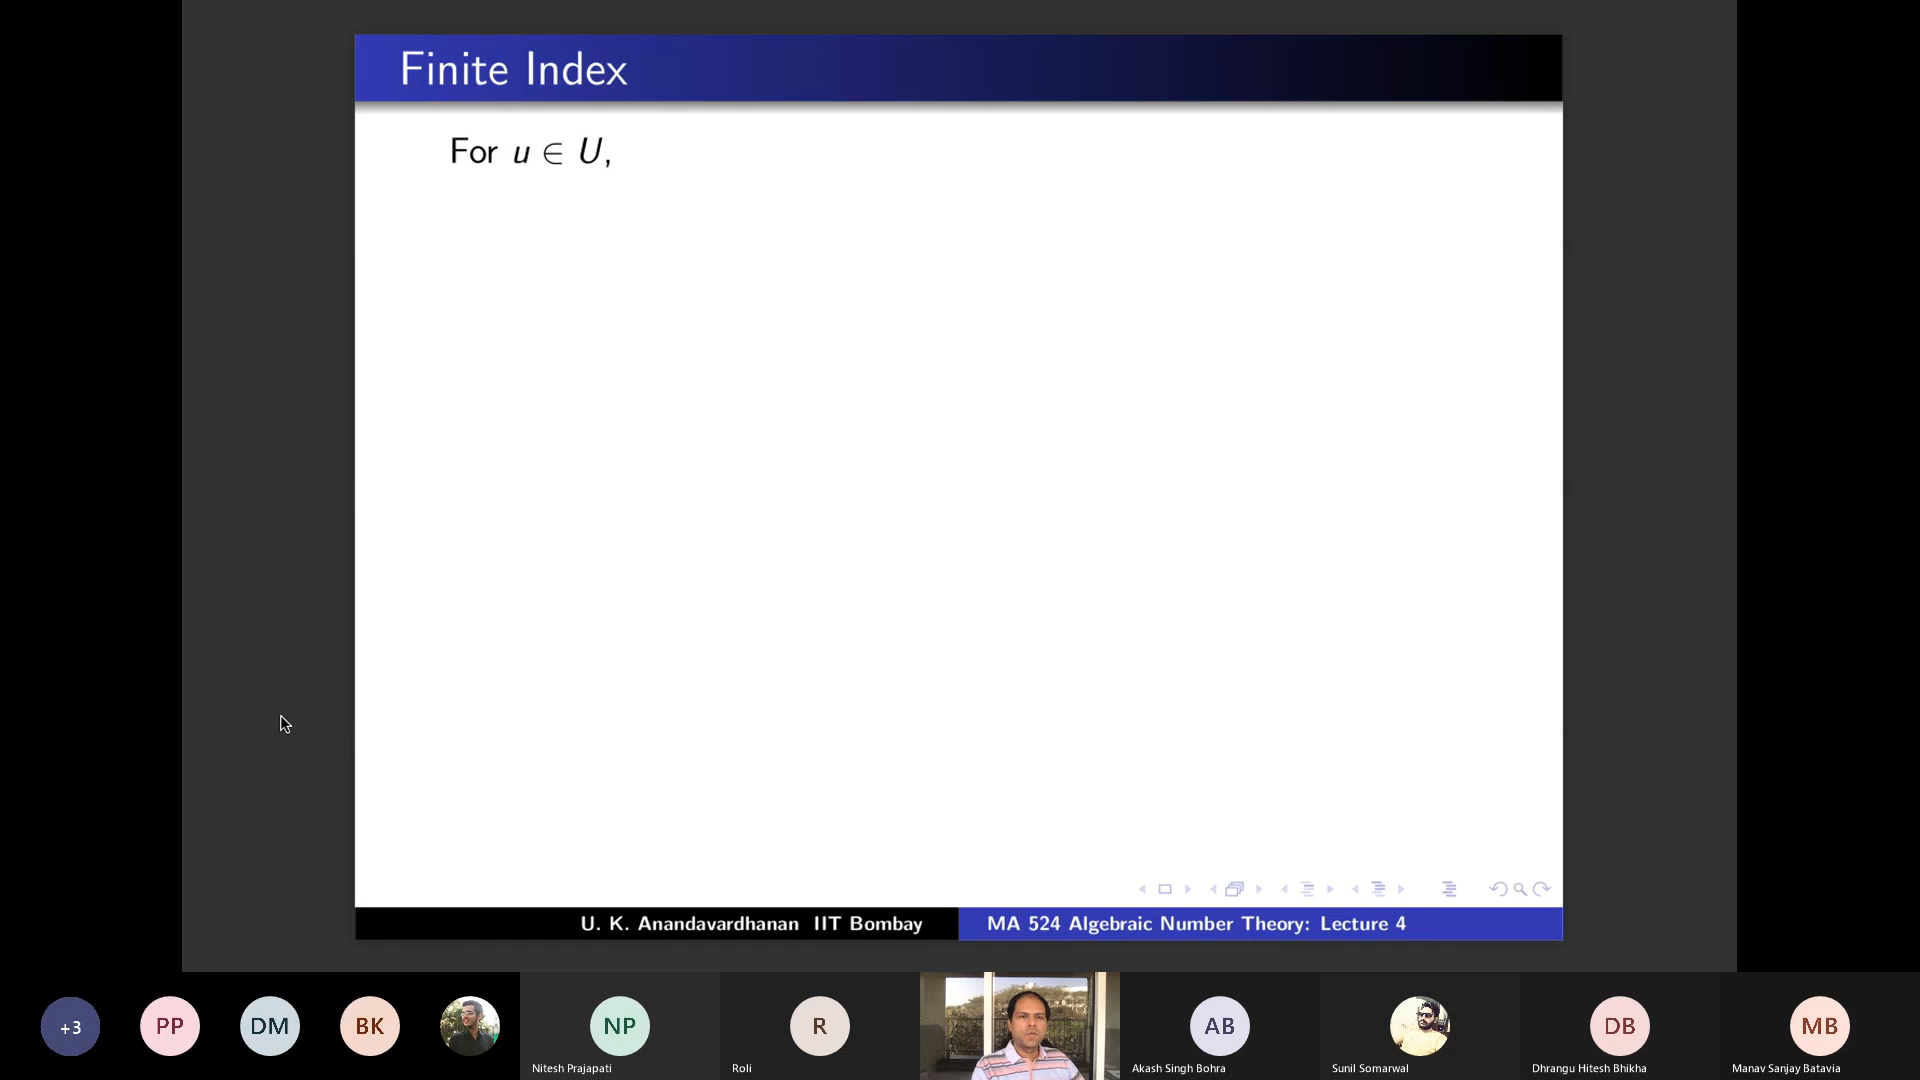 Finite Index
For u ∈ U,
U. K. Anandavardhanan IIT Bombay
MA 524 Algebraic Number Theory: Lecture 4
+3
PP
DM
BK
NP
R
AB
DB
MB
Nitesh Prajapati
Roli
Akash Singh Bohra
Sunil Somarwal
Dhrangu Hitesh Bhikha
Manav Sanjay Batavia